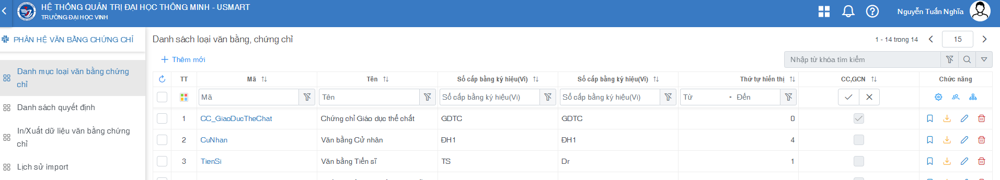 HỆ THỐNG QUẢN TRỊ ĐẠI HỌC THÔNG MINH - USMART
TRƯỜNG ĐẠI HỌC VINH
Nguyễn Tuấn Nghĩa
PHÂN HỆ VĂN BẰNG CHỨNG CHỈ
Danh mục loại văn bằng chứng
chỉ
Danh sách quyết định
In/Xuất dữ liệu văn bằng chứng
chỉ
Lịch sử import
Danh sách loại văn bằng, chứng chỉ
1 - 14 trong 14
15
Thêm mới
Nhập từ khóa tìm kiếm
TT Mã Tên Số cấp bằng ký hiệu(Vi) Số cấp bằng ký hiệu(Vi) Thứ tự hiển thị CC,GCN Chức năng
Mã Tên Số cấp bằng ký hiệu(Vi) Số cấp bằng ký hiệu(Vi) Từ - Đến
1 CC_GiaoDucTheChat Chứng chỉ Giáo dục thể chất GDTC GDTC 0
2 CuNhan Văn bằng Cử nhân ĐH1 ĐH1 4
3 TienSi Văn bằng Tiến sĩ TS Dr 1